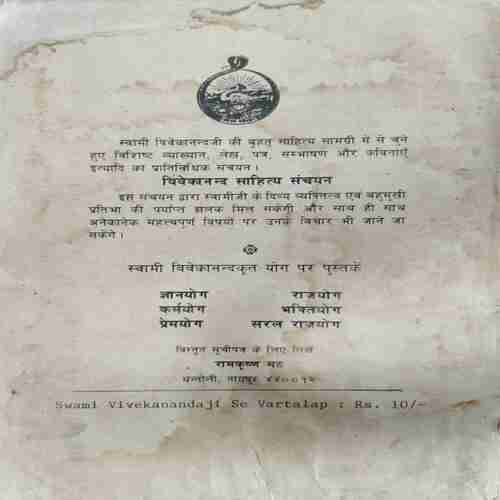 स्वामी विवेकानन्दजी की बृहत् साहित्य सामग्री में से चुने
हुए विशिष्ट व्याख्यान, लेख, पत्र, संभाषण और कविताएँ
इत्यादि का प्रातिनिधिक संचयन।
विवेकानन्द साहित्य संचयन
इस संचयन द्वारा स्वामीजी के दिव्य व्यक्तित्व एवं बहुमुखी
प्रतिभा की पर्याप्त झलक मिल सकेगी और साथ ही साथ
अनेकानेक महत्वपूर्ण विषयों पर उनके विचार भी जाने जा
सकेंगे।
स्वामी विवेकानन्दकृत योग पर पुस्तकें
ज्ञानयोग राजयोग
कर्मयोग भक्तियोग
प्रेमयोग सरल राजयोग
विस्तृत सूचीपत्र के लिए लिखें
रामकृष्ण मठ
धन्तोली, नागपुर ४४००१२
Swami Vivekanandaji Se Vartalap : Rs. 10/-